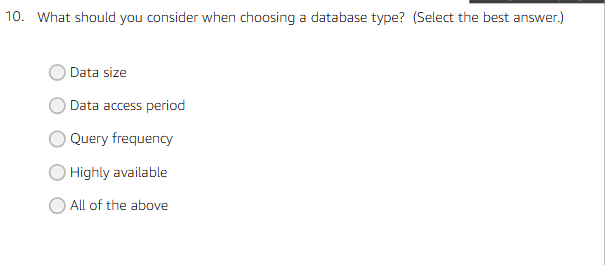 10. What should you consider when choosing a database type? (Select the best answer.)
Data size
Data access period
Query frequency
Highly available
All of the above